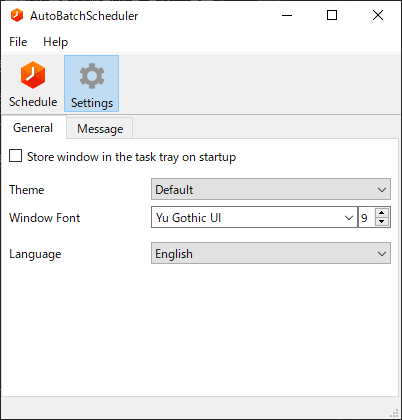 AutoBatchScheduler
File Help
Schedule Settings
General Message
Store window in the task tray on startup
Theme Default
Window Font Yu Gothic UI 9
Language English